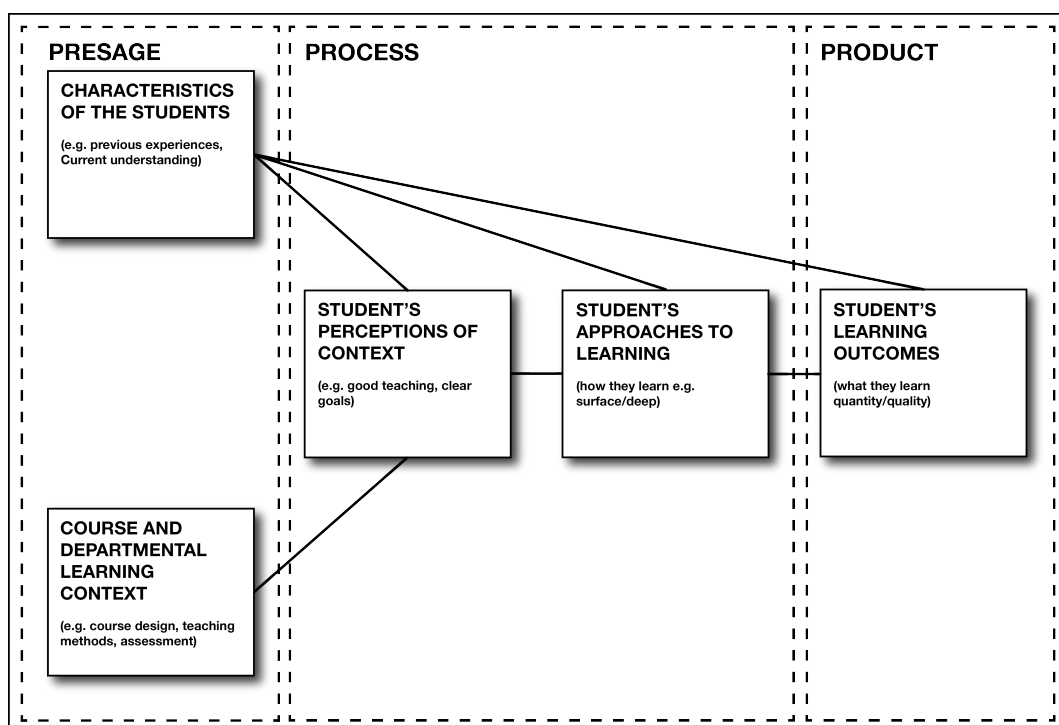 PRESAGE
CHARACTERISTICS
OF THE STUDENTS
(e.g. previous experiences,
Current understanding)
COURSE AND
DEPARTMENTAL
LEARNING
CONTEXT
(e.g. course design, teaching
methods, assessment)
PROCESS
STUDENT'S
PERCEPTIONS OF
CONTEXT
(e.g. good teaching, clear
goals)
STUDENT'S
APPROACHES TO
LEARNING
(how they learn e.g.
surface/deep)
PRODUCT
STUDENT'S
LEARNING
OUTCOMES
(what they learn
quantity/quality)